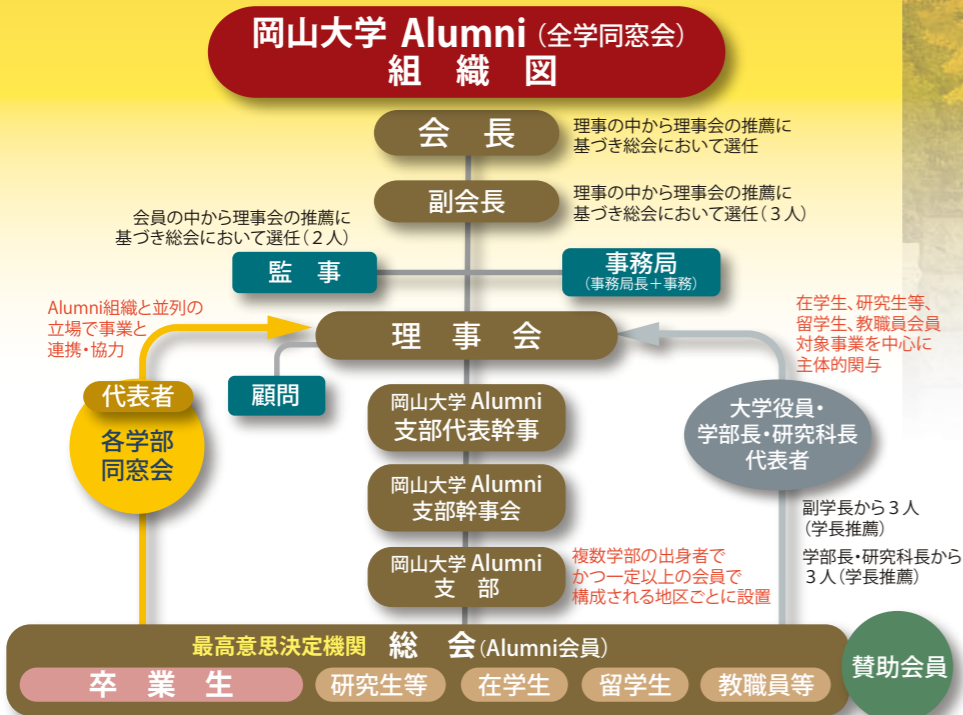 岡山大学 Alumni(全学同窓会)
組 織 図
会 長
理事の中から理事会の推薦に
基づき総会において選任
副会長
理事の中から理事会の推薦に
基づき総会において選任(3人)
会員の中から理事会の推薦に
基づき総会において選任(2人)
監 事
事務局
(事務局長+事務)
Alumni組織と並列の
立場で事業と
連携・協力
理 事 会
在学生、研究生等、
留学生、教職員会員
対象事業を中心に
主体的関与
代表者
各学部
同窓会
顧問
岡山大学 Alumni
支部代表幹事
大学役員・
学部長・研究科長
代表者
岡山大学 Alumni
支部幹事会
副学長から3人
(学長推薦)
学部長・研究科長から
3人(学長推薦)
岡山大学 Alumni
支 部
複数学部の出身者で
かつ一定以上の会員で
構成される地区ごとに設置
最高意思決定機関 総 会(Alumni会員)
卒 業 生
研究生等
在学生
留学生
教職員等
賛助会員